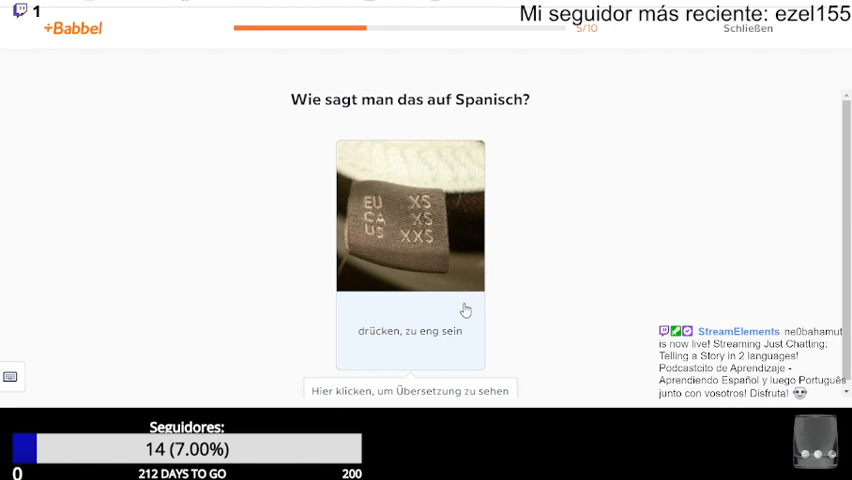 1
Mi seguidor más reciente: ezel155
÷Babbel
5/10
Schließen
Wie sagt man das auf Spanisch?
EU XS
CA XS
US XXS
drücken, zu eng sein
Hier klicken, um Übersetzung zu sehen
StreamElements ne0bahamut
is now live! Streaming Just Chatting:
Telling a Story in 2 languages!
Podcastcito de Aprendizaje -
Aprendiendo Español y luego Português
junto con vosotros! Disfruta!
Seguidores:
14 (7.00%)
0
212 DAYS TO GO
200